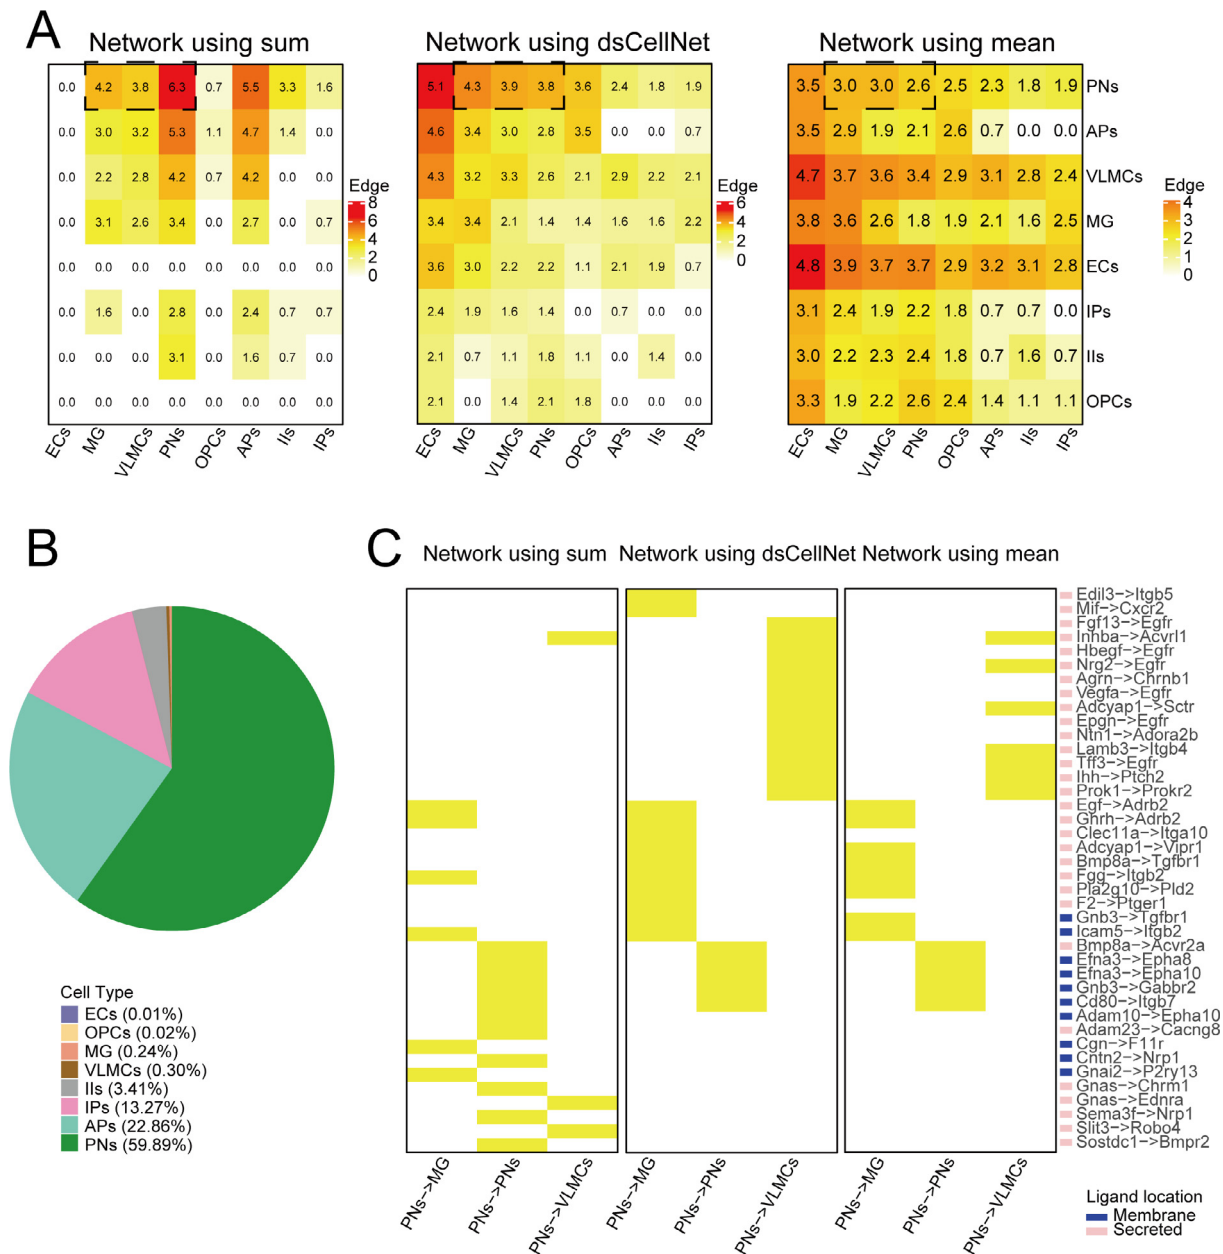 A
Network using sum
Network using dsCellNet
Network using mean
0.0 4.2 3.8 6.3 0.7 5.5 3.3 1.6
5.1 4.3 3.9 3.8 3.6 2.4 1.8 1.9
3.5 3.0 3.0 2.6 2.5 2.3 1.8 1.9 PNs
0.0 3.0 3.2 5.3 1.1 4.7 1.4 0.0
4.6 3.4 3.0 2.8 3.5 0.0 0.0 0.7
3.5 2.9 1.9 2.1 2.6 0.7 0.0 0.0 APs
0.0 2.2 2.8 4.2 0.7 4.2 0.0 0.0
4.3 3.2 3.3 2.6 2.1 2.9 2.2 2.1
4.7 3.7 3.6 3.4 2.9 3.1 2.8 2.4 VLMCs
0.0 3.1 2.6 3.4 0.0 2.7 0.0 0.7
3.4 3.4 2.1 1.4 1.4 1.6 1.6 2.2
3.8 3.6 2.6 1.8 1.9 2.1 1.6 2.5 MG
0.0 0.0 0.0 0.0 0.0 0.0 0.0 0.0
3.6 3.0 2.2 2.2 1.1 2.1 1.9 0.7
4.8 3.9 3.7 3.7 2.9 3.2 3.1 2.8 ECs
0.0 1.6 0.0 2.8 0.0 2.4 0.7 0.7
2.4 1.9 1.6 1.4 0.0 0.7 0.0 0.0
3.1 2.4 1.9 2.2 1.8 0.7 0.7 0.0 IPs
0.0 0.0 0.0 3.1 0.0 1.6 0.7 0.0
2.1 0.7 1.1 1.8 1.1 0.0 1.4 0.0
3.0 2.2 2.3 2.4 1.8 0.7 1.6 0.7 IIs
0.0 0.0 0.0 0.0 0.0 0.0 0.0 0.0
2.1 0.0 1.4 2.1 1.8 0.0 0.0 0.0
3.3 1.9 2.2 2.6 2.4 1.4 1.1 1.1 OPCs
ECs MG VLMCs PNs OPCs APs IIs IPs
ECs MG VLMCs PNs OPCs APs IIs IPs
ECs MG VLMCs PNs OPCs APs IIs IPs
Edge
8
6
4
2
0
Edge
6
4
2
0
Edge
4
3
2
1
0
B
Cell Type
ECs (0.01%)
OPCs (0.02%)
MG (0.24%)
VLMCs (0.30%)
IIs (3.41%)
IPs (13.27%)
APs (22.86%)
PNs (59.89%)
C
Network using sum
Network using dsCellNet
Network using mean
Edil3->Itgb5
Mif->Cxcr2
Fgf13->Egfr
Inhba->Acvrl1
Hbegf->Egfr
Nrg2->Egfr
Agrn->Chrnb1
Vegfa->Egfr
Adcyap1->Sctr
Epgn->Egfr
Ntn1->Adora2b
Lamb3->Itgb4
Tff3->Egfr
Ihh->Ptch2
Prok1->Prokr2
Egf->Adrb2
Ghrh->Adrb2
Clec11a->Itga10
Adcyap1->Vipr1
Bmp8a->Tgfbr1
Fgg->Itgb2
Pla2g10->Pld2
F2->Ptger1
Gnb3->Tgfbr1
Icam5->Itgb2
Bmp8a->Acvr2a
Efna3->Epha8
Efna3->Epha10
Gnb3->Gabbr2
Cd80->Itgb7
Adam10->Epha10
Adam23->Cacng8
Cgn->F11r
Cntn2->Nrp1
Gnai2->P2ry13
Gnas->Chrm1
Gnas->Ednra
Sema3f->Nrp1
Slit3->Robo4
Sostdc1->Bmpr2
PNs->MG PNs->PNs PNs->VLMCs
PNs->MG PNs->PNs PNs->VLMCs
PNs->MG PNs->PNs PNs->VLMCs
Ligand location
Membrane
Secreted